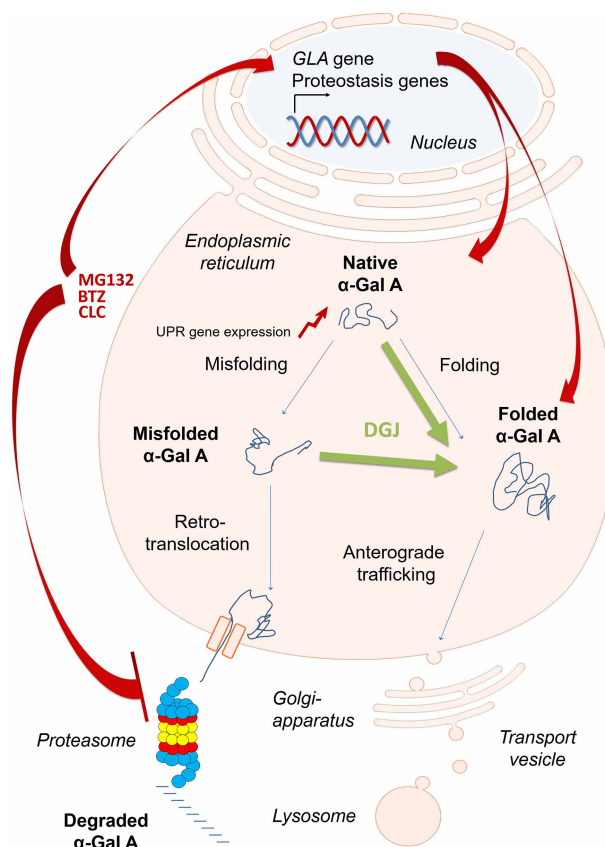 GLA gene
Proteostasis genes
Nucleus
Endoplasmic
reticulum
Native
α-Gal A
MG132
BTZ
CLC
UPR gene expression
Misfolding
Folding
Misfolded
α-Gal A
DGJ
Folded
α-Gal A
Retro-
translocation
Anterograde
trafficking
Golgi-
apparatus
Proteasome
Transport
vesicle
Lysosome
Degraded
α-Gal A